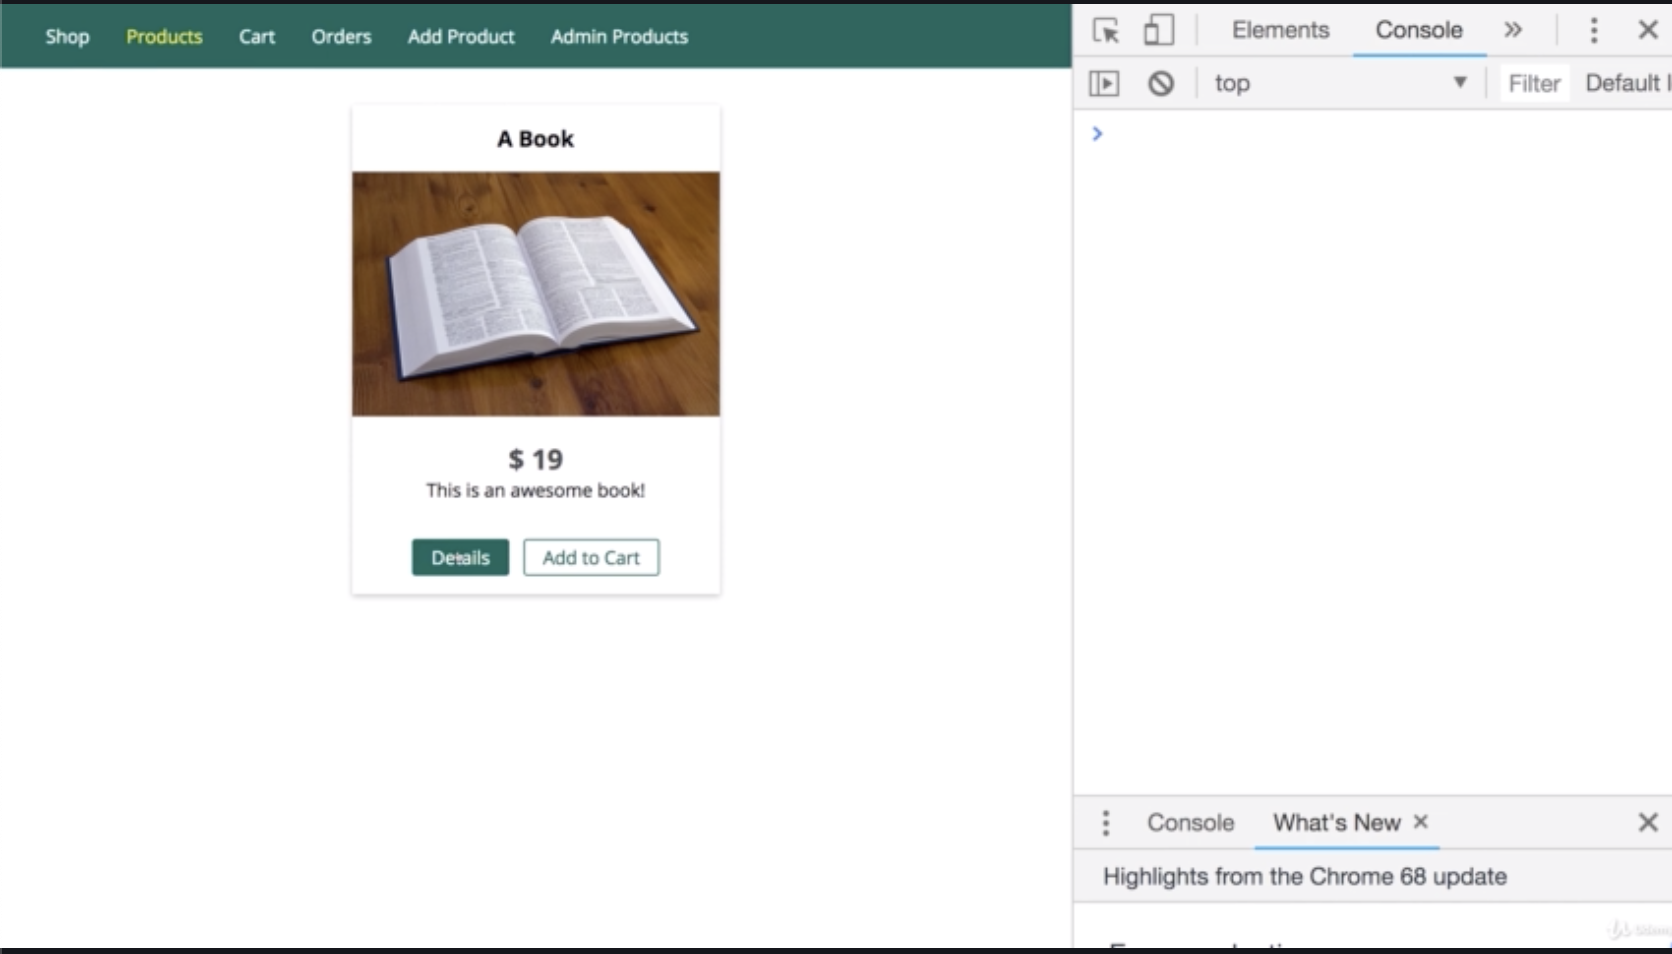 Shop Products Cart Orders Add Product Admin Products
A Book
$ 19
This is an awesome book!
Details Add to Cart
Elements Console
top Filter Default
Console What's New
Highlights from the Chrome 68 update